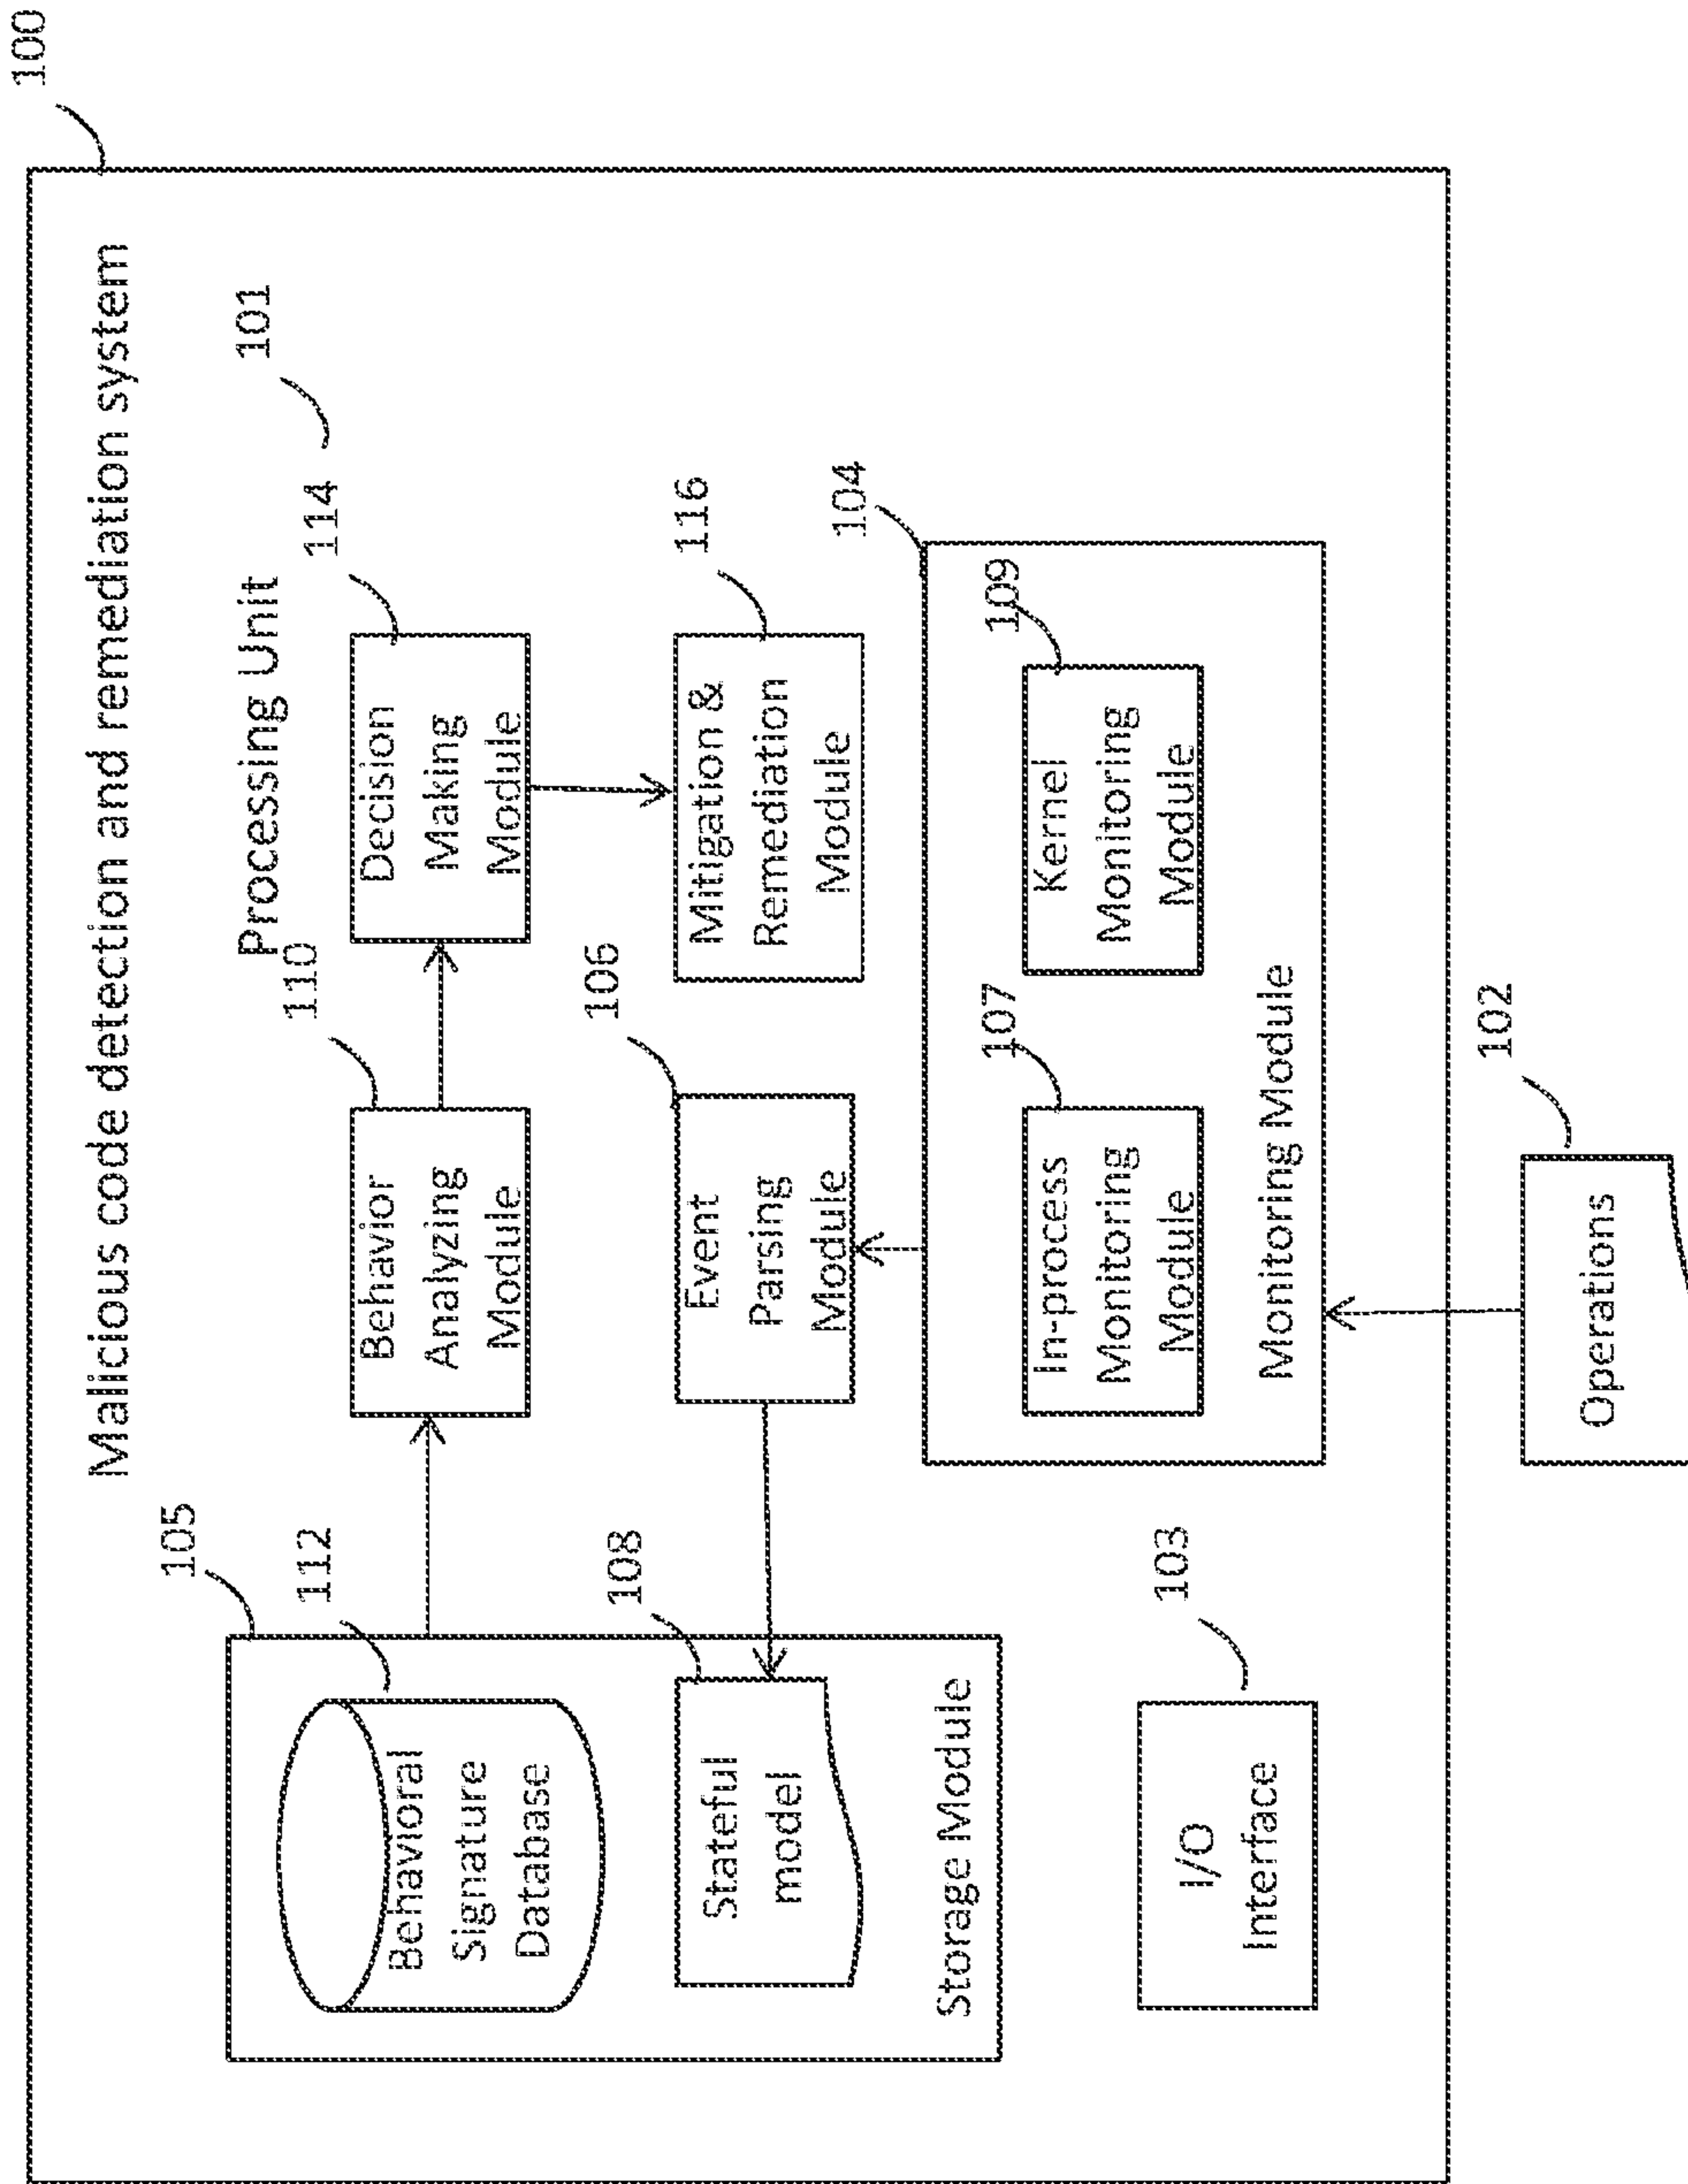 100
Malicious code detection and remediation system
101
Processing Unit
105
112
Behavioral
Signature
Database
110
Behavior
Analyzing
Module
114
Decision
Making
Module
108
Stateful
model
Storage Module
106
Event
Parsing
Module
116
Mitigation &
Remediation
Module
104
107
In-process
Monitoring
Module
109
Kernel
Monitoring
Module
Monitoring Module
103
I/O
Interface
102
Operations